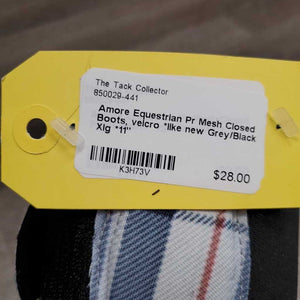 The Tack Collector
850029-441
Amore Equestrian Pr Mesh Closed
Boots, velcro *like new Grey/Black
Xlg *11"
K3H73V
$28.00